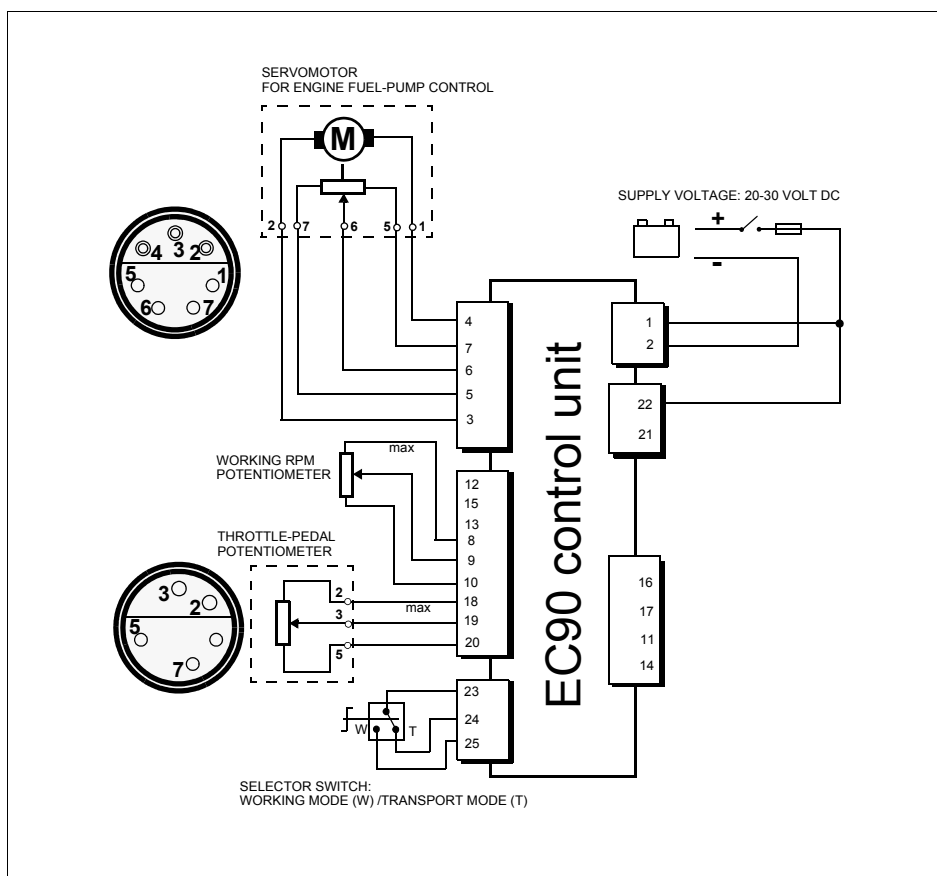 SERVOMOTOR
FOR ENGINE FUEL-PUMP CONTROL
M
2 7 6 5 1
SUPPLY VOLTAGE: 20-30 VOLT DC
+
-
4 3 2
5 1
6 7
4
7
6
5
3
1
2
22
21
EC90 control unit
max
WORKING RPM
POTENTIOMETER
12
15
13
8
9
10
18
19
20
THROTTLE-PEDAL
POTENTIOMETER
2
max
3
5
3
2
5
7
16
17
11
14
23
24
25
W T
SELECTOR SWITCH:
WORKING MODE (W) /TRANSPORT MODE (T)